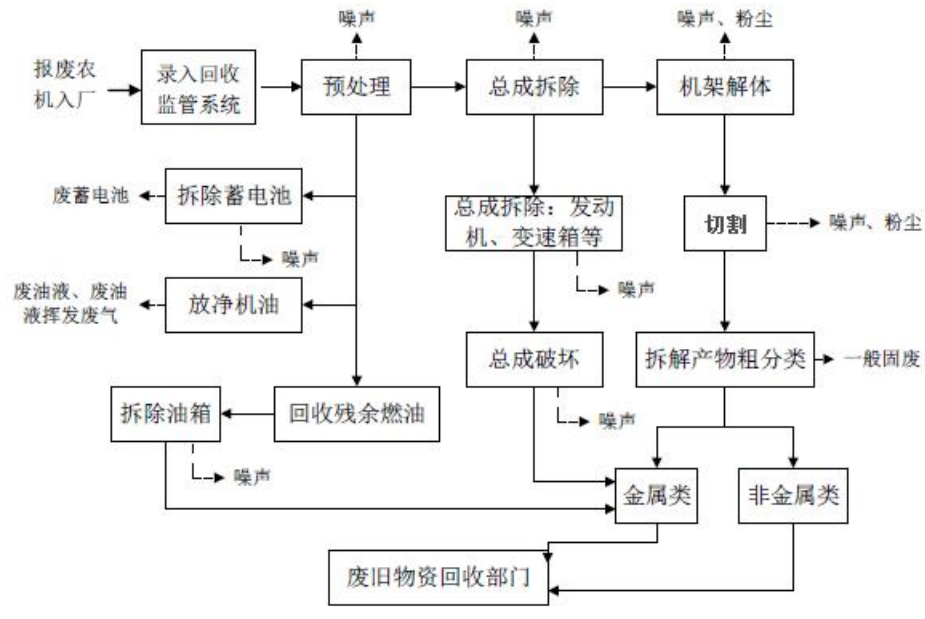 噪声
噪声
噪声、粉尘
报废农
机入厂
录入回收
监管系统
预处理
总成拆除
机架解体
废蓄电池
拆除蓄电池
噪声
总成拆除：发动
机、变速箱等
噪声
切割
噪声、粉尘
废油液、废油
液挥发废气
放净机油
总成破坏
噪声
拆解产物粗分类
一般固废
拆除油箱
噪声
回收残余燃油
金属类
非金属类
废旧物资回收部门